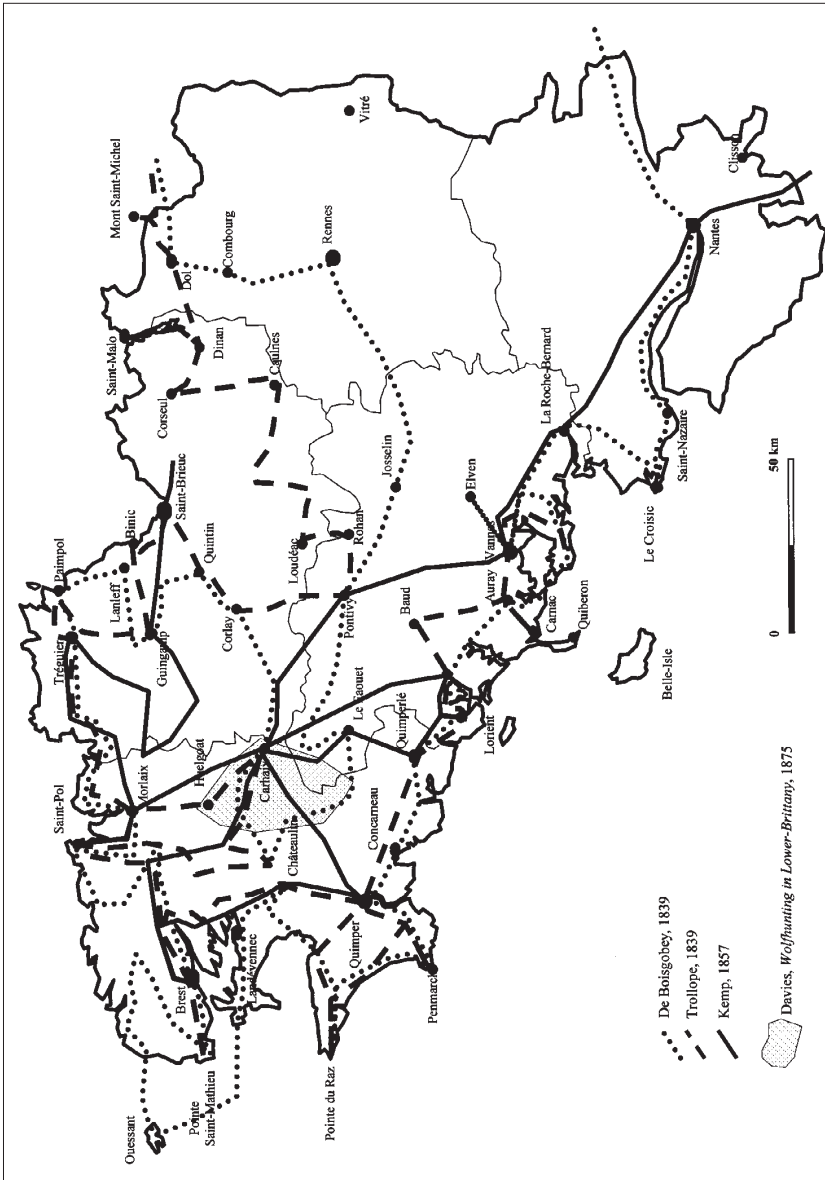 Mont Saint-Michel
Saint-Malo
Dol
Combourg
Rennes
Vitré
Dinan
Corseul
Caulnes
Paimpol
Binic
Saint-Brieuc
Lanleff
Tréguier
Guingamp
Quintin
Corlay
Loudéac
Rohan
Josselin
Pontivy
Saint-Pol
Morlaix
Huelgoat
Carhaix
Le Faouet
Baud
Elven
Vannes
Auray
Carnac
Quiberon
Belle-Isle
La Roche-Bernard
Le Croisic
Saint-Nazaire
Nantes
Clisson
Ouessant
Pointe
Saint-Mathieu
Brest
Landévennec
Châteaulin
Quimper
Pointe du Raz
Penmarch
Concarneau
Quimperlé
Lorient
0
50 km
De Boisgobey, 1839
Trollope, 1839
Kemp, 1857
Davies, Wolfhunting in Lower-Brittany, 1875